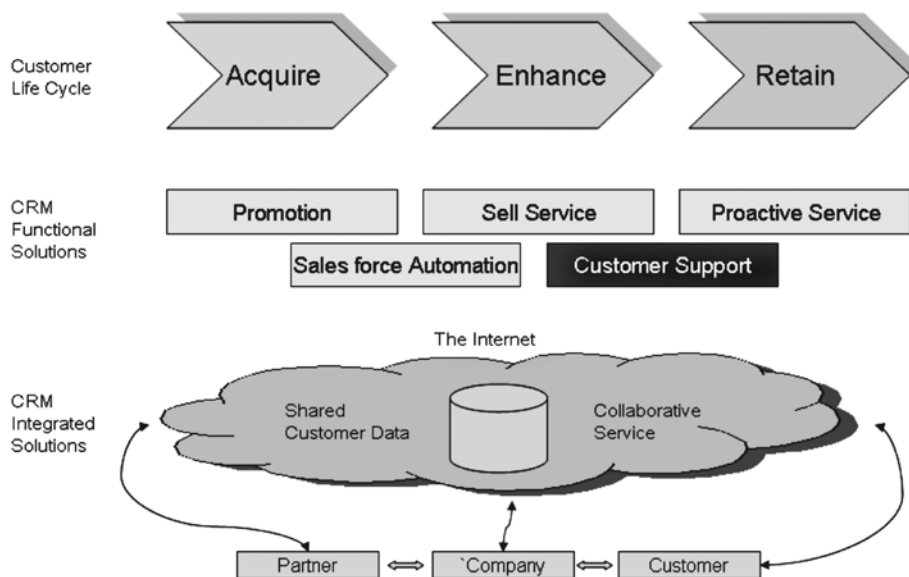 Customer
Life Cycle
Acquire
Enhance
Retain
CRM
Functional
Solutions
Promotion
Sell Service
Proactive Service
Sales force Automation
Customer Support
The Internet
CRM
Integrated
Solutions
Shared
Customer Data
Collaborative
Service
Partner
`Company
Customer